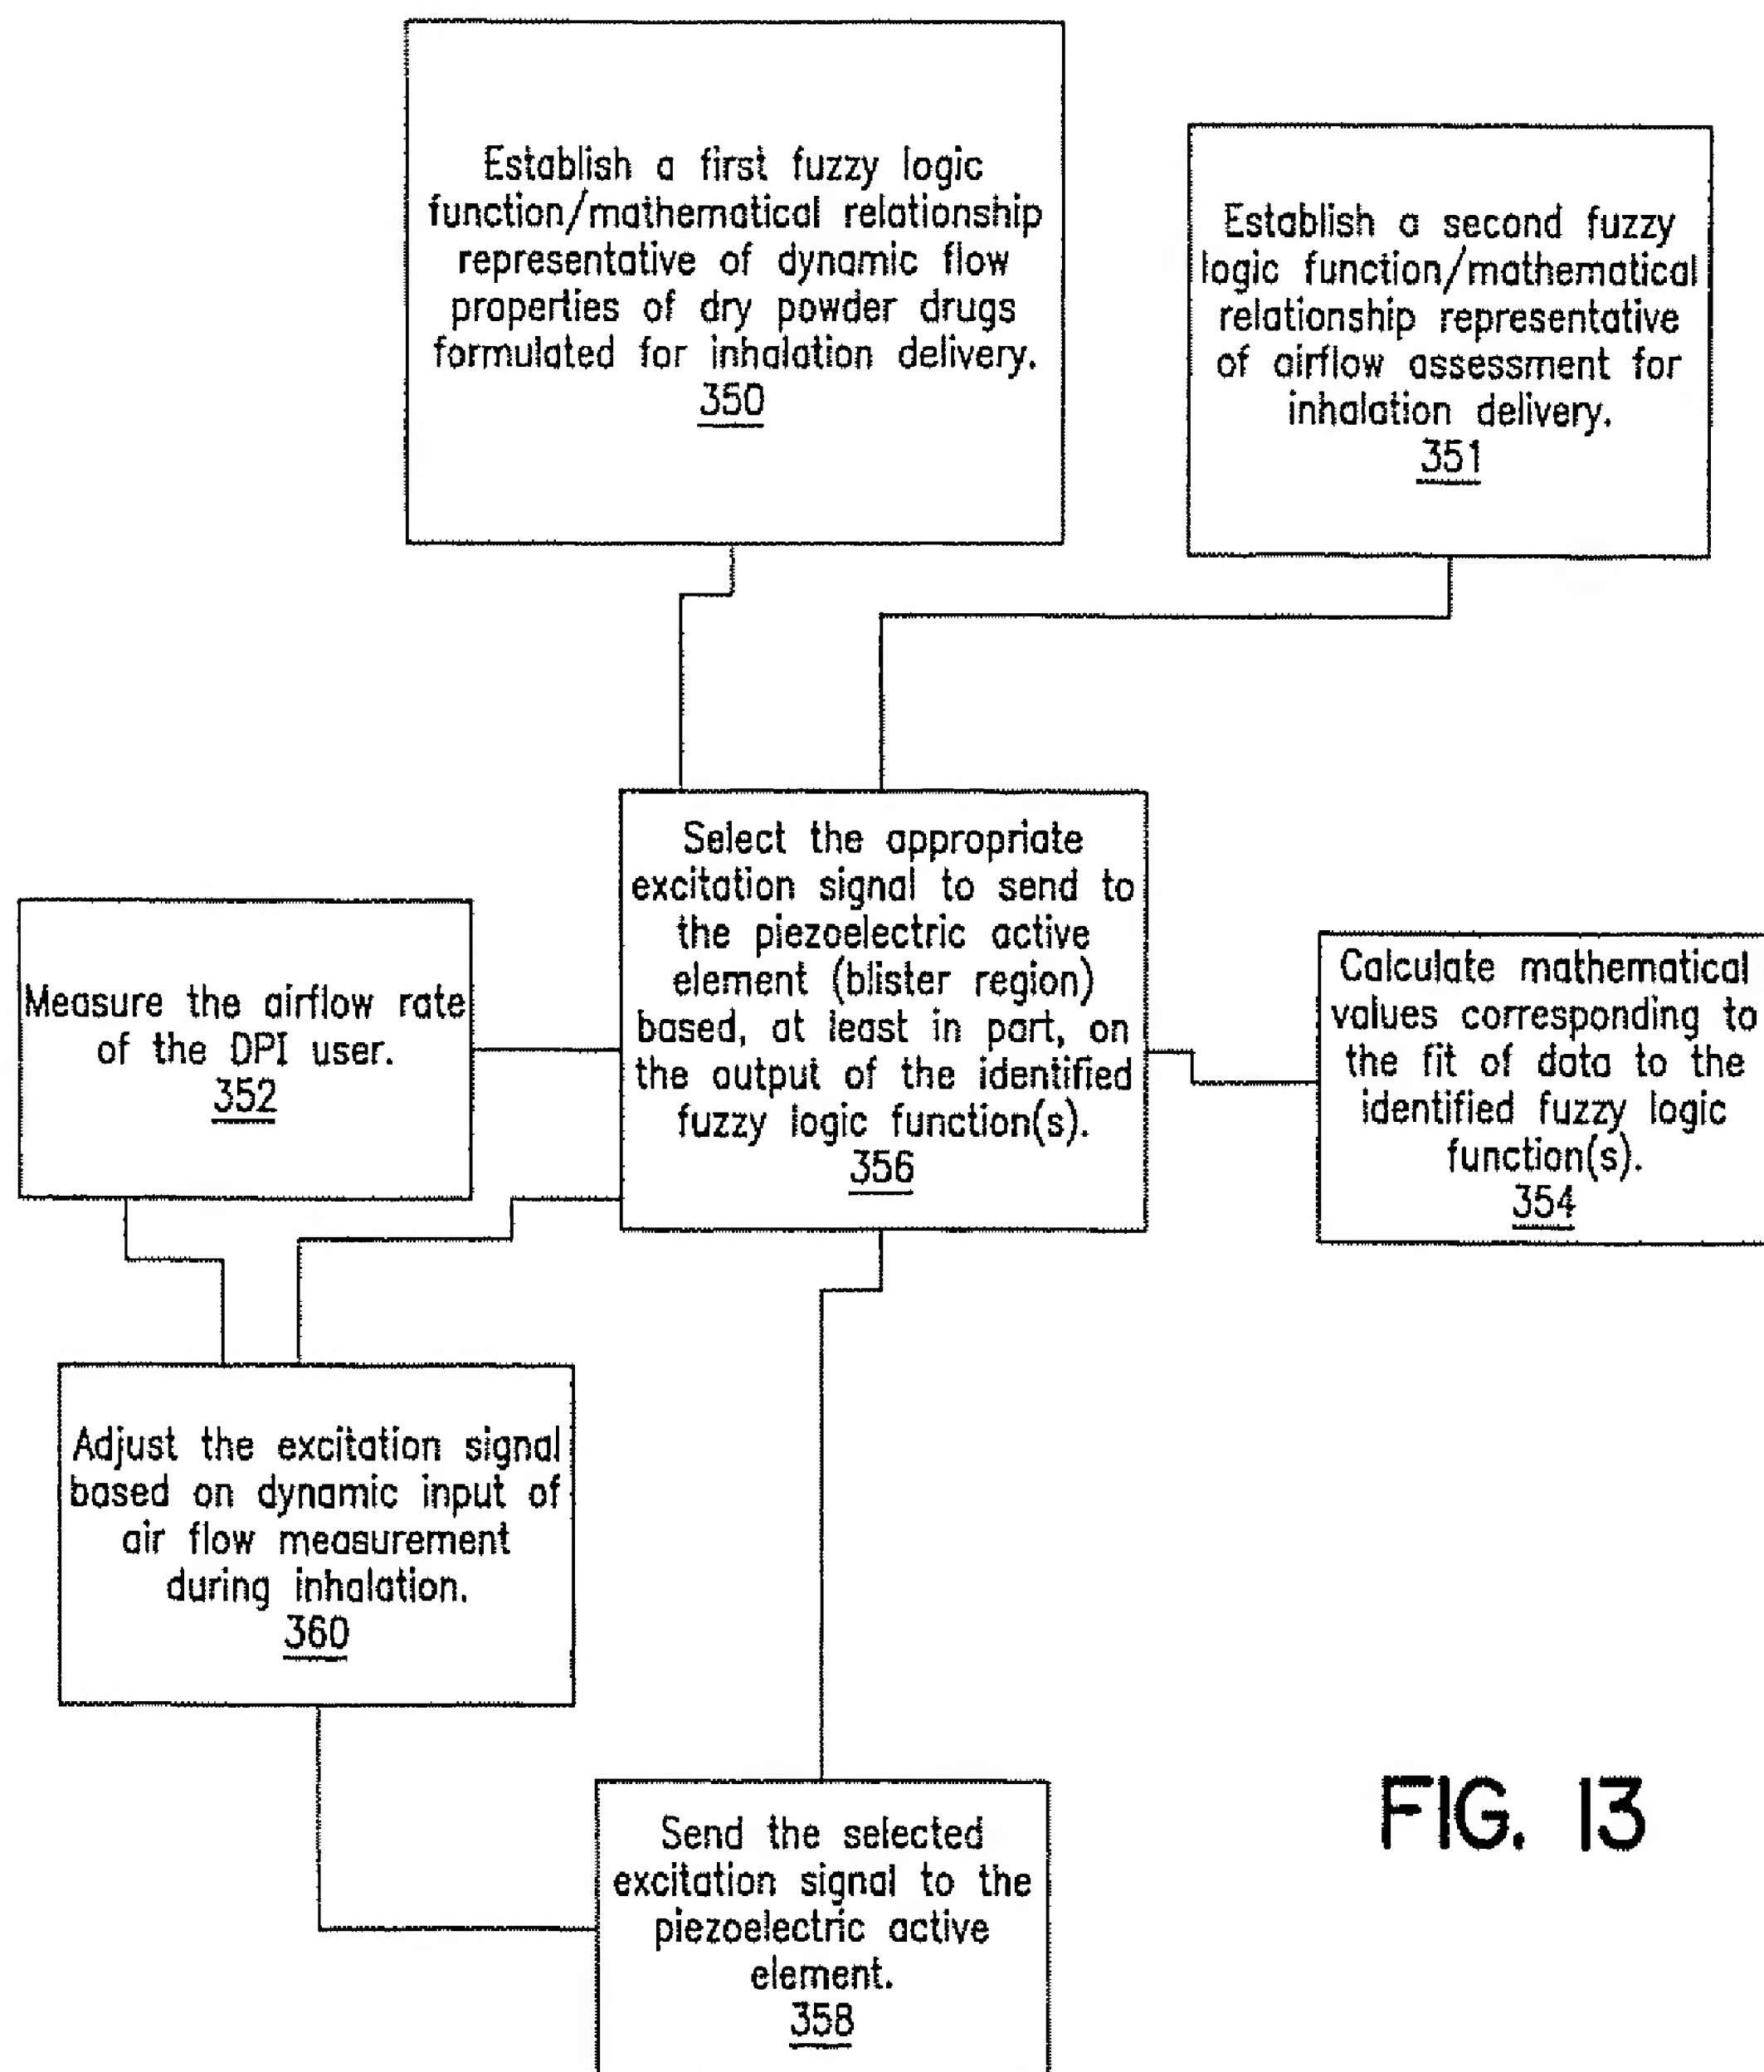 Establish a first fuzzy logic
function/mathematical relationship
representative of dynamic flow
properties of dry powder drugs
formulated for inhalation delivery.
350
Establish a second fuzzy
logic function/mathematical
relationship representative
of airflow assessment for
inhalation delivery.
351
Select the appropriate
excitation signal to send to
the piezoelectric active
element (blister region)
based, at least in part, on
the output of the identified
fuzzy logic function(s).
356
Measure the airflow rate
of the DPI user.
352
Calculate mathematical
values corresponding to
the fit of data to the
identified fuzzy logic
function(s).
354
Adjust the excitation signal
based on dynamic input of
air flow measurement
during inhalation.
360
Send the selected
excitation signal to the
piezoelectric active
element.
358
FIG. 13